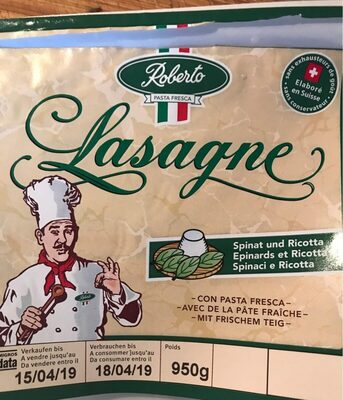 Roberto
PASTA FRESCA
sans exhausteurs de goût
Elaboré
en Suisse
sans conservateur
Lasagne
Spinat und Ricotta
Epinards et Ricotta
Spinaci e Ricotta
- CON PASTA FRESCA -
- AVEC DE LA PÂTE FRAÎCHE -
- MIT FRISCHEM TEIG -
Roberto
MIGROS
data
Verkaufen bis
A vendre jusqu'au
Da vendere entro il
15/04/19
Verbrauchen bis
A consommer jusqu'au
Da consumare entro il
18/04/19
Poids
950g